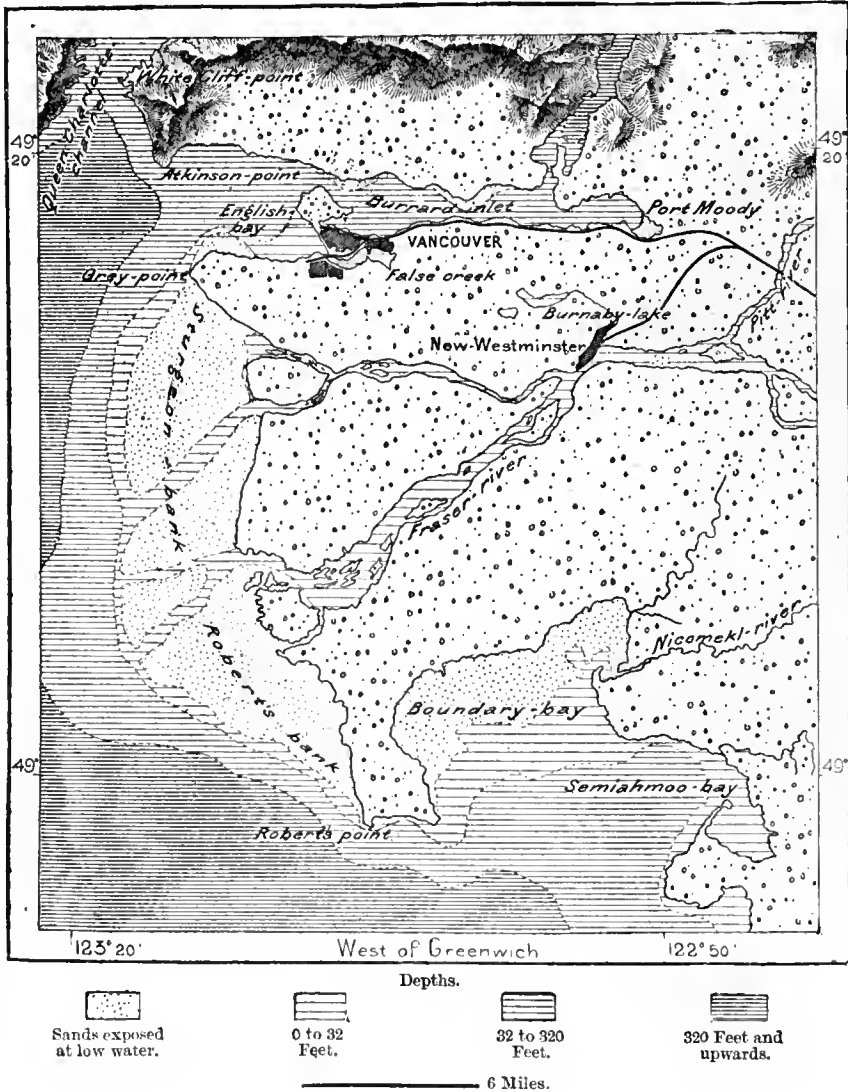 White Cliff-point
Queen Charlotte-
channel
49°
20'
49°
20'
Atkinson-point
English-
bay
Burrard-inlet
Port Moody
VANCOUVER
Grey-point
False creek
Sturgeon-bank
Burnaby-lake
New-Westminster
Fraser-river
Roberts bank
Nicomekl-river
Boundary-bay
49°
49°
Semiahmoo-bay
Roberts point
123°20'
West of Greenwich
122°50'
Depths.
Sands exposed
at low water.
0 to 32
Feet.
32 to 320
Feet.
320 Feet and
upwards.
6 Miles.